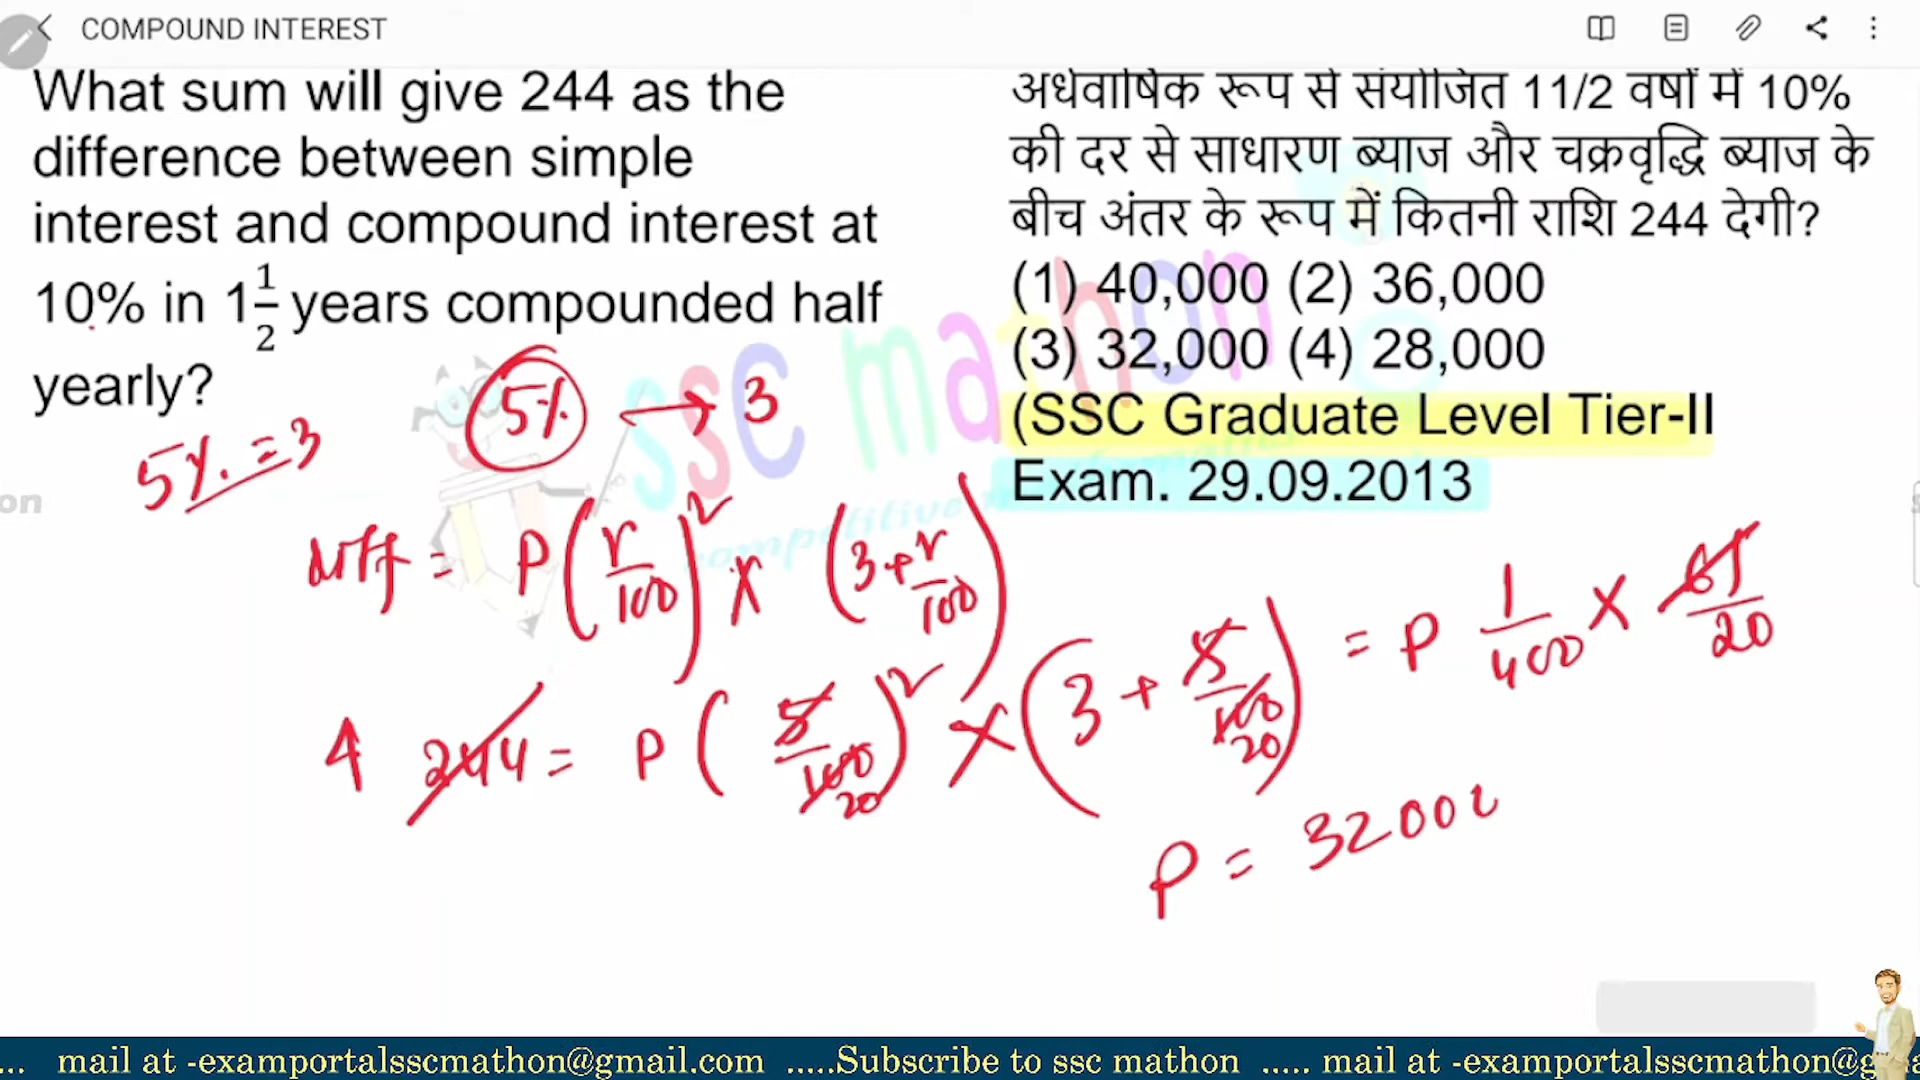 COMPOUND INTEREST
What sum will give 244 as the
difference between simple
interest and compound interest at
10% in 1 1/2 years compounded half
yearly?
अर्धवार्षिक रूप से संयोजित 11/2 वर्षों में 10%
की दर से साधारण ब्याज और चक्रवृद्धि ब्याज के
बीच अंतर के रूप में कितनी राशि 244 देगी?
(1) 40,000 (2) 36,000
(3) 32,000 (4) 28,000
(SSC Graduate Level Tier-II
Exam. 29.09.2013
5% → 3
5% = 3
diff = P(r/100)² × (3+r/100)
4 244 = P(5/100 20)² × (3 + 5/100 20) = P 1/400 × 61/20
P = 32000
ssc mathon
on
... mail at -examportalsscmathon@gmail.com .....Subscribe to ssc mathon ..... mail at -examportalsscmathon@g